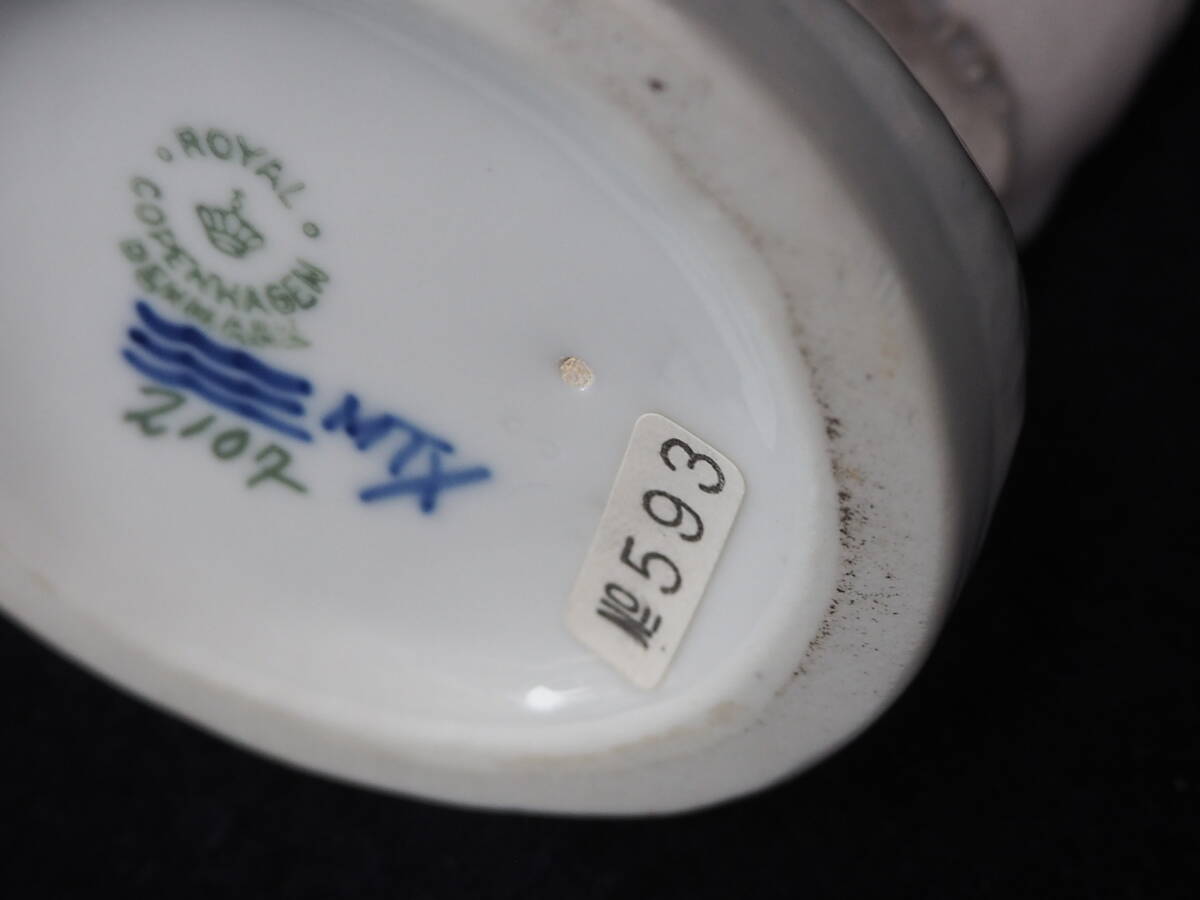 ROYAL
COPENHAGEN
DENMARK
MTX
2107
№593